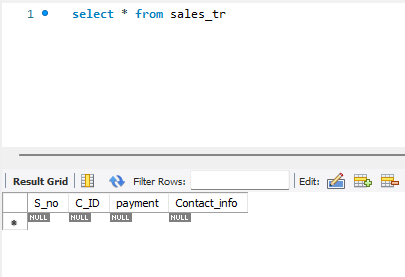 1 select * from sales_tr
Result Grid Filter Rows: Edit:
S_no C_ID payment Contact_info
NULL NULL NULL NULL